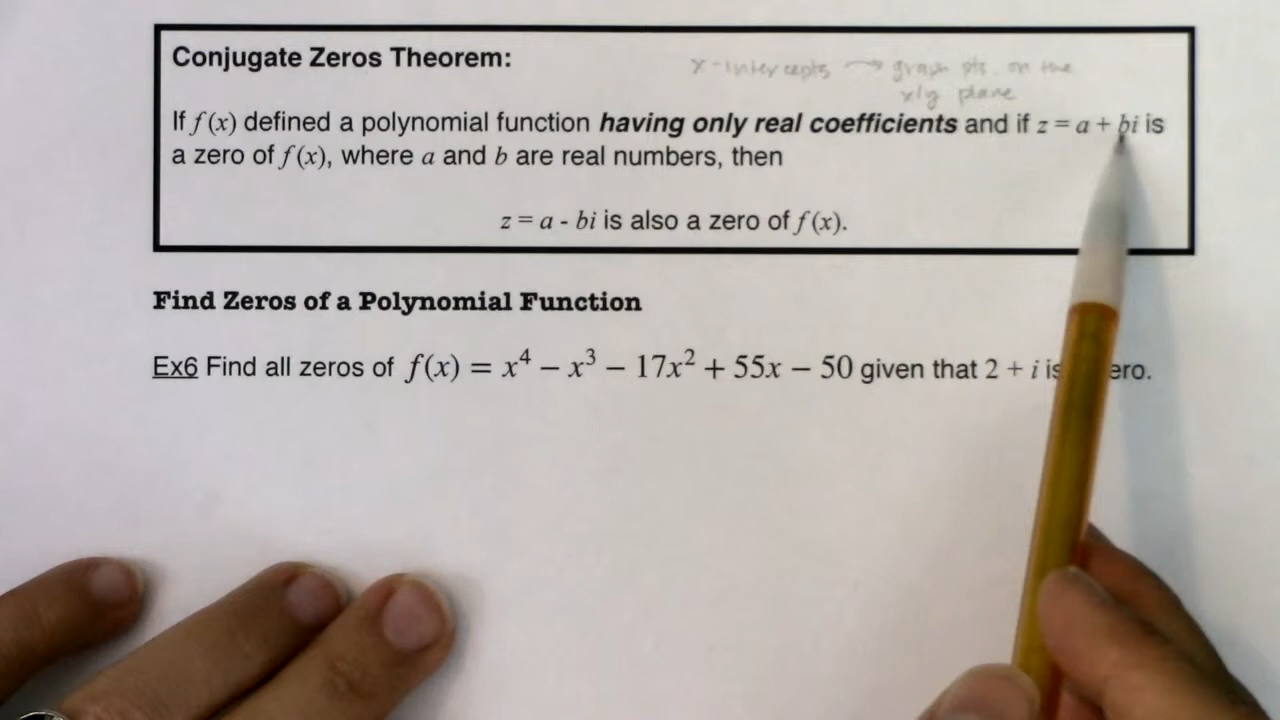 Conjugate Zeros Theorem:
x-intercepts → graph pts. on the
x/y plane
If f(x) defined a polynomial function having only real coefficients and if z = a + bi is
a zero of f(x), where a and b are real numbers, then
z = a - bi is also a zero of f(x).
Find Zeros of a Polynomial Function
Ex6 Find all zeros of f(x) = x⁴ − x³ − 17x² + 55x − 50 given that 2 + i is